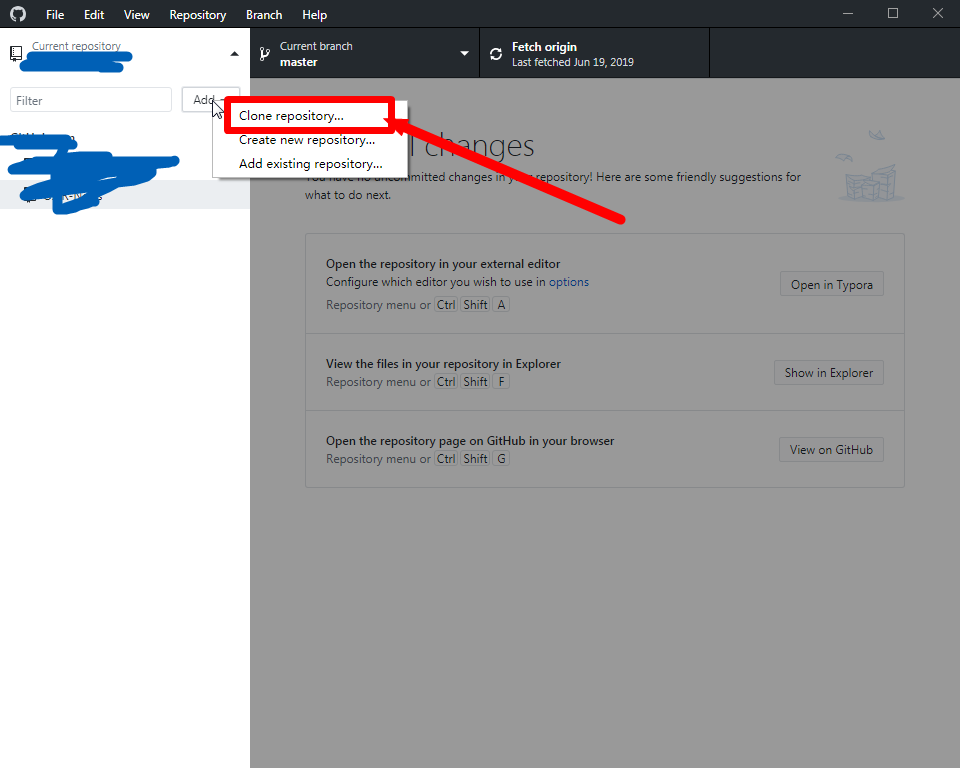 File Edit View Repository Branch Help
Current repository
Current branch
master
Fetch origin
Last fetched Jun 19, 2019
Filter
Add
Clone repository...
Create new repository...
Add existing repository...
changes
You have no uncommitted changes in your repository! Here are some friendly suggestions for
what to do next.
Open the repository in your external editor
Configure which editor you wish to use in options
Repository menu or Ctrl Shift A
Open in Typora
View the files in your repository in Explorer
Repository menu or Ctrl Shift F
Show in Explorer
Open the repository page on GitHub in your browser
Repository menu or Ctrl Shift G
View on GitHub